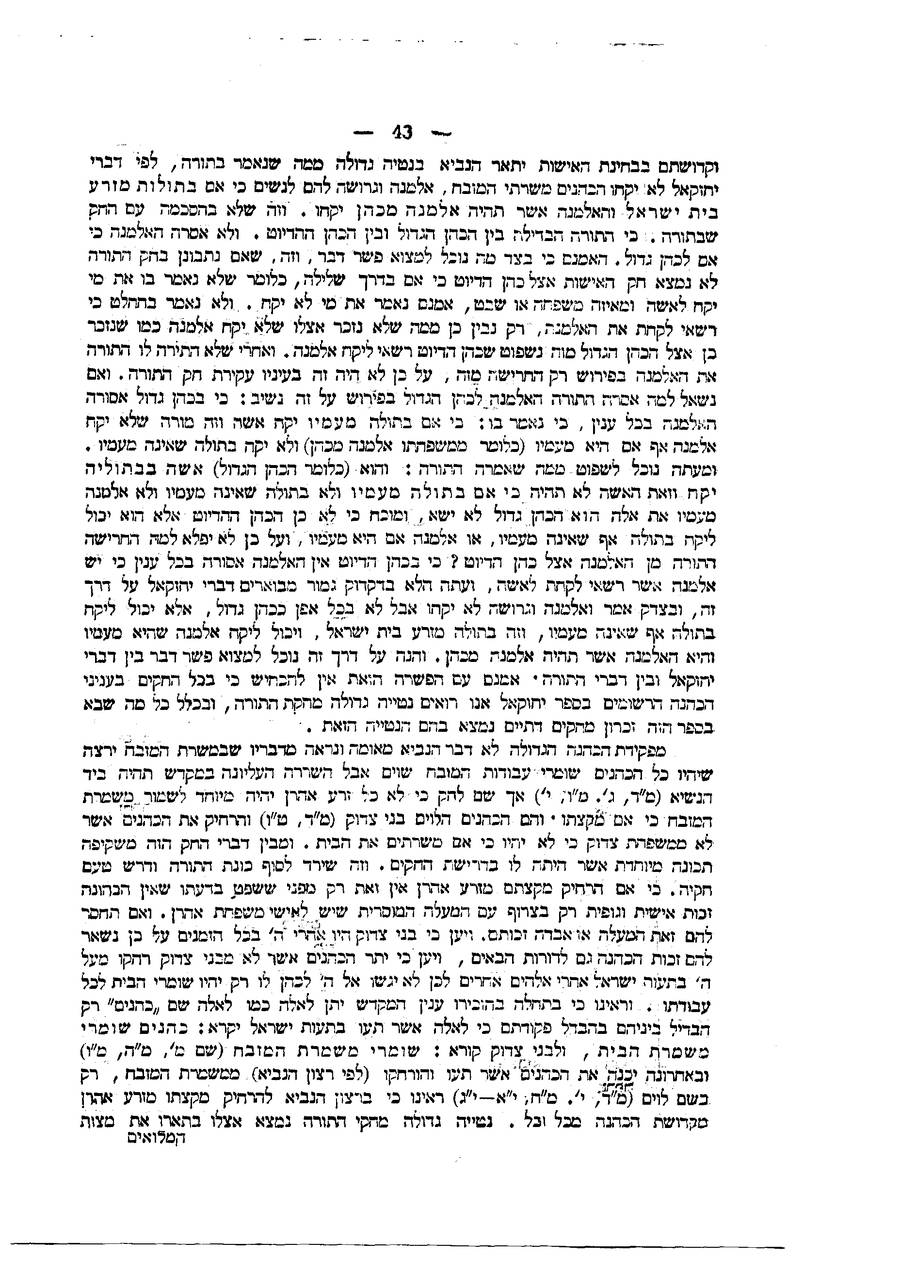 — 43 —
וקדושתם בבחינת האישות יתאר הנביא בנטיה גדולה ממה שנאמר בתורה, לפי דברי
יחזקאל לא יקחו הכהנים משרתי המזבח, אלמנה וגרושה להם לנשים כי אם בתולות מזרע
בית ישראל והאלמנה אשר תהיה אלמנה מכהן יקחו. וזה שלא בהסכמה עם החק
שבתורה. כי התורה הבדילה בין הכהן הגדול ובין הכהן ההדיוט. ולא אסרה האלמנה כי
אם לכהן גדול. האמנם כי בצד מה נוכל למצוא פשר דבר, וזה, שאם נתבונן בחק התורה
לא נמצא חק האישות אצל כהן הדיוט כי אם בדרך שלילה, כלומר שלא נאמר בו את מי
יקח לאשה ומאיזה משפחה או שבט, אמנם נאמר את מי לא יקח. ולא נאמר בהחלט כי
רשאי לקחת את האלמנה, רק נבין כן ממה שלא נזכר אצלו שלא יקח אלמנה כמו שנזכר
כן אצל הכהן הגדול מזה נשפוט שכהן הדיוט רשאי ליקח אלמנה. ואחרי שלא התירה לו התורה
את האלמנה בפירוש רק החרישה מזה, על כן לא היה זה בעיניו עקירת חק התורה. ואם
נשאל למה אסרה התורה האלמנה לכהן הגדול בפירוש על זה נשיב: כי בכהן גדול אסורה
האלמנה בכל ענין, כי נאמר בו: כי אם בתולה מעמיו יקח אשה וזה מורה שלא יקח
אלמנה אף אם היא מעמיו (כלומר ממשפחתו אלמנה מכהן) ולא יקח בתולה שאינה מעמיו.
ומעתה נוכל לשפוט ממה שאמרה התורה: והוא (כלומר הכהן הגדול) אשה בבתוליה
יקח וזאת האשה לא תהיה כי אם בתולה מעמיו ולא בתולה שאינה מעמיו ולא אלמנה
מעמיו את אלה הוא הכהן גדול לא ישא, ומוכח כי לא כן הכהן ההדיוט אלא הוא יכול
ליקח בתולה אף שאינה מעמיו, או אלמנה אם היא מעמיו, ועל כן לא יפלא למה החרישה
התורה מן האלמנה אצל כהן הדיוט? כי בכהן הדיוט אין האלמנה אסורה בכל ענין כי יש
אלמנה אשר רשאי לקחת לאשה, ועתה הלא בדקדוק גמור מבוארים דברי יחזקאל על דרך
זה, ובצדק אמר ואלמנה וגרושה לא יקחו אבל לא בכל אפן ככהן גדול, אלא יכול ליקח
בתולה אף שאינה מעמיו, וזה בתולה מזרע בית ישראל, ויכול ליקח אלמנה שהיא מעמיו
והיא האלמנה אשר תהיה אלמנה מכהן. והנה על דרך זה נוכל למצוא פשר דבר בין דברי
יחזקאל ובין דברי התורה· אמנם עם הפשרה הזאת אין להכחיש כי בכל החקים בעניני
הכהנה הרשומים בספר יחזקאל אנו רואים נטייה גדולה מחקת התורה, ובכלל כל מה שבא
בספר הזה זכרון מחקים דתיים נמצא בהם הנטייה הזאת.
מפקידת הכהנה הגדולה לא דבר הנביא מאומה ונראה מדבריו שבמשרת המזבח ירצה
שיהיו כל הכהנים שומרי עבודות המזבח שוים אבל השררה העליונה במקדש תהיה ביד
הנשיא (מ"ד, ג'. מ"ו, י') אך שם לחק כי לא כל זרע אהרן יהיה מיוחד לשמור משמרת
המזבח כי אם מקצתו· והם הכהנים הלוים בני צדוק (מ"ד, ט"ו) והרחיק את הכהנים אשר
לא ממשפחת צדוק כי לא יהיו כי אם משרתים את הבית. ומבין דברי החק הזה משקיפה
תכונה מיוחדת אשר היתה לו בדרישת החקים. וזה שירד לסוף כונת התורה ודרש טעם
חקיה. כי אם הרחיק מקצתם מזרע אהרן אין זאת רק מפני ששפט בדעתו שאין הכהונה
זכות אישית וגופית רק בצרוף עם המעלה המוסרית שיש לאישי משפחת אהרן. ואם תחסר
להם זאת המעלה אז אבדה זכותם. ויען כי בני צדוק היו אחרי ה' בכל הזמנים על כן נשאר
להם זכות הכהנה גם לדורות הבאים, ויען כי יתר הכהנים אשר לא מבני צדוק רחקו מעל
ה' בתעות ישראל אחרי אלהים אחרים לכן לא יגשו אל ה' לכהן לו רק יהיו שומרי הבית לכל
עבודתו. וראינו כי בתחלה בהזכירו ענין המקדש יתן לאלה כמו לאלה שם „כהנים" רק
הבדיל ביניהם בהבדל פקודתם כי לאלה אשר תעו בתעות ישראל יקרא: כהנים שומרי
משמרת הבית, ולבני צדוק קורא: שומרי משמרת המזבח (שם מ', מ"ה, מ"ו)
ובאחרונה יכנה את הכהנים אשר תעו והורחקו (לפי רצון הנביא) ממשמרת המזבח, רק
בשם לוים (מ"ד, י'. מ"ח, י"א—י"ג) ראינו כי ברצון הנביא להרחיק מקצתו מזרע אהרן
מקדושת הכהנה מכל וכל. נטייה גדולה מחקי התורה נמצא אצלו בתארו את מצות
המלואים